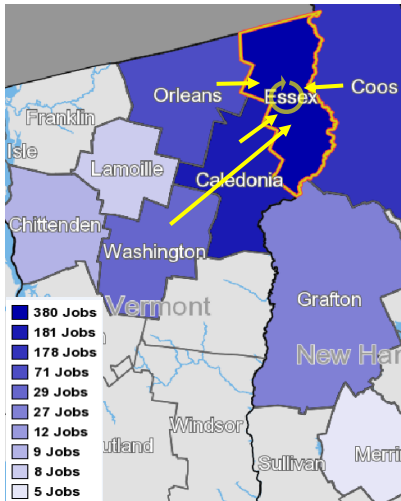 Essex
Coos
Orleans
Franklin
Isle
Lamoille
Caledonia
Chittenden
Washington
Vermont
Grafton
New Har
380 Jobs
181 Jobs
178 Jobs
71 Jobs
29 Jobs
27 Jobs
12 Jobs
9 Jobs
8 Jobs
5 Jobs
Windsor
utland
Sullivan
Merri